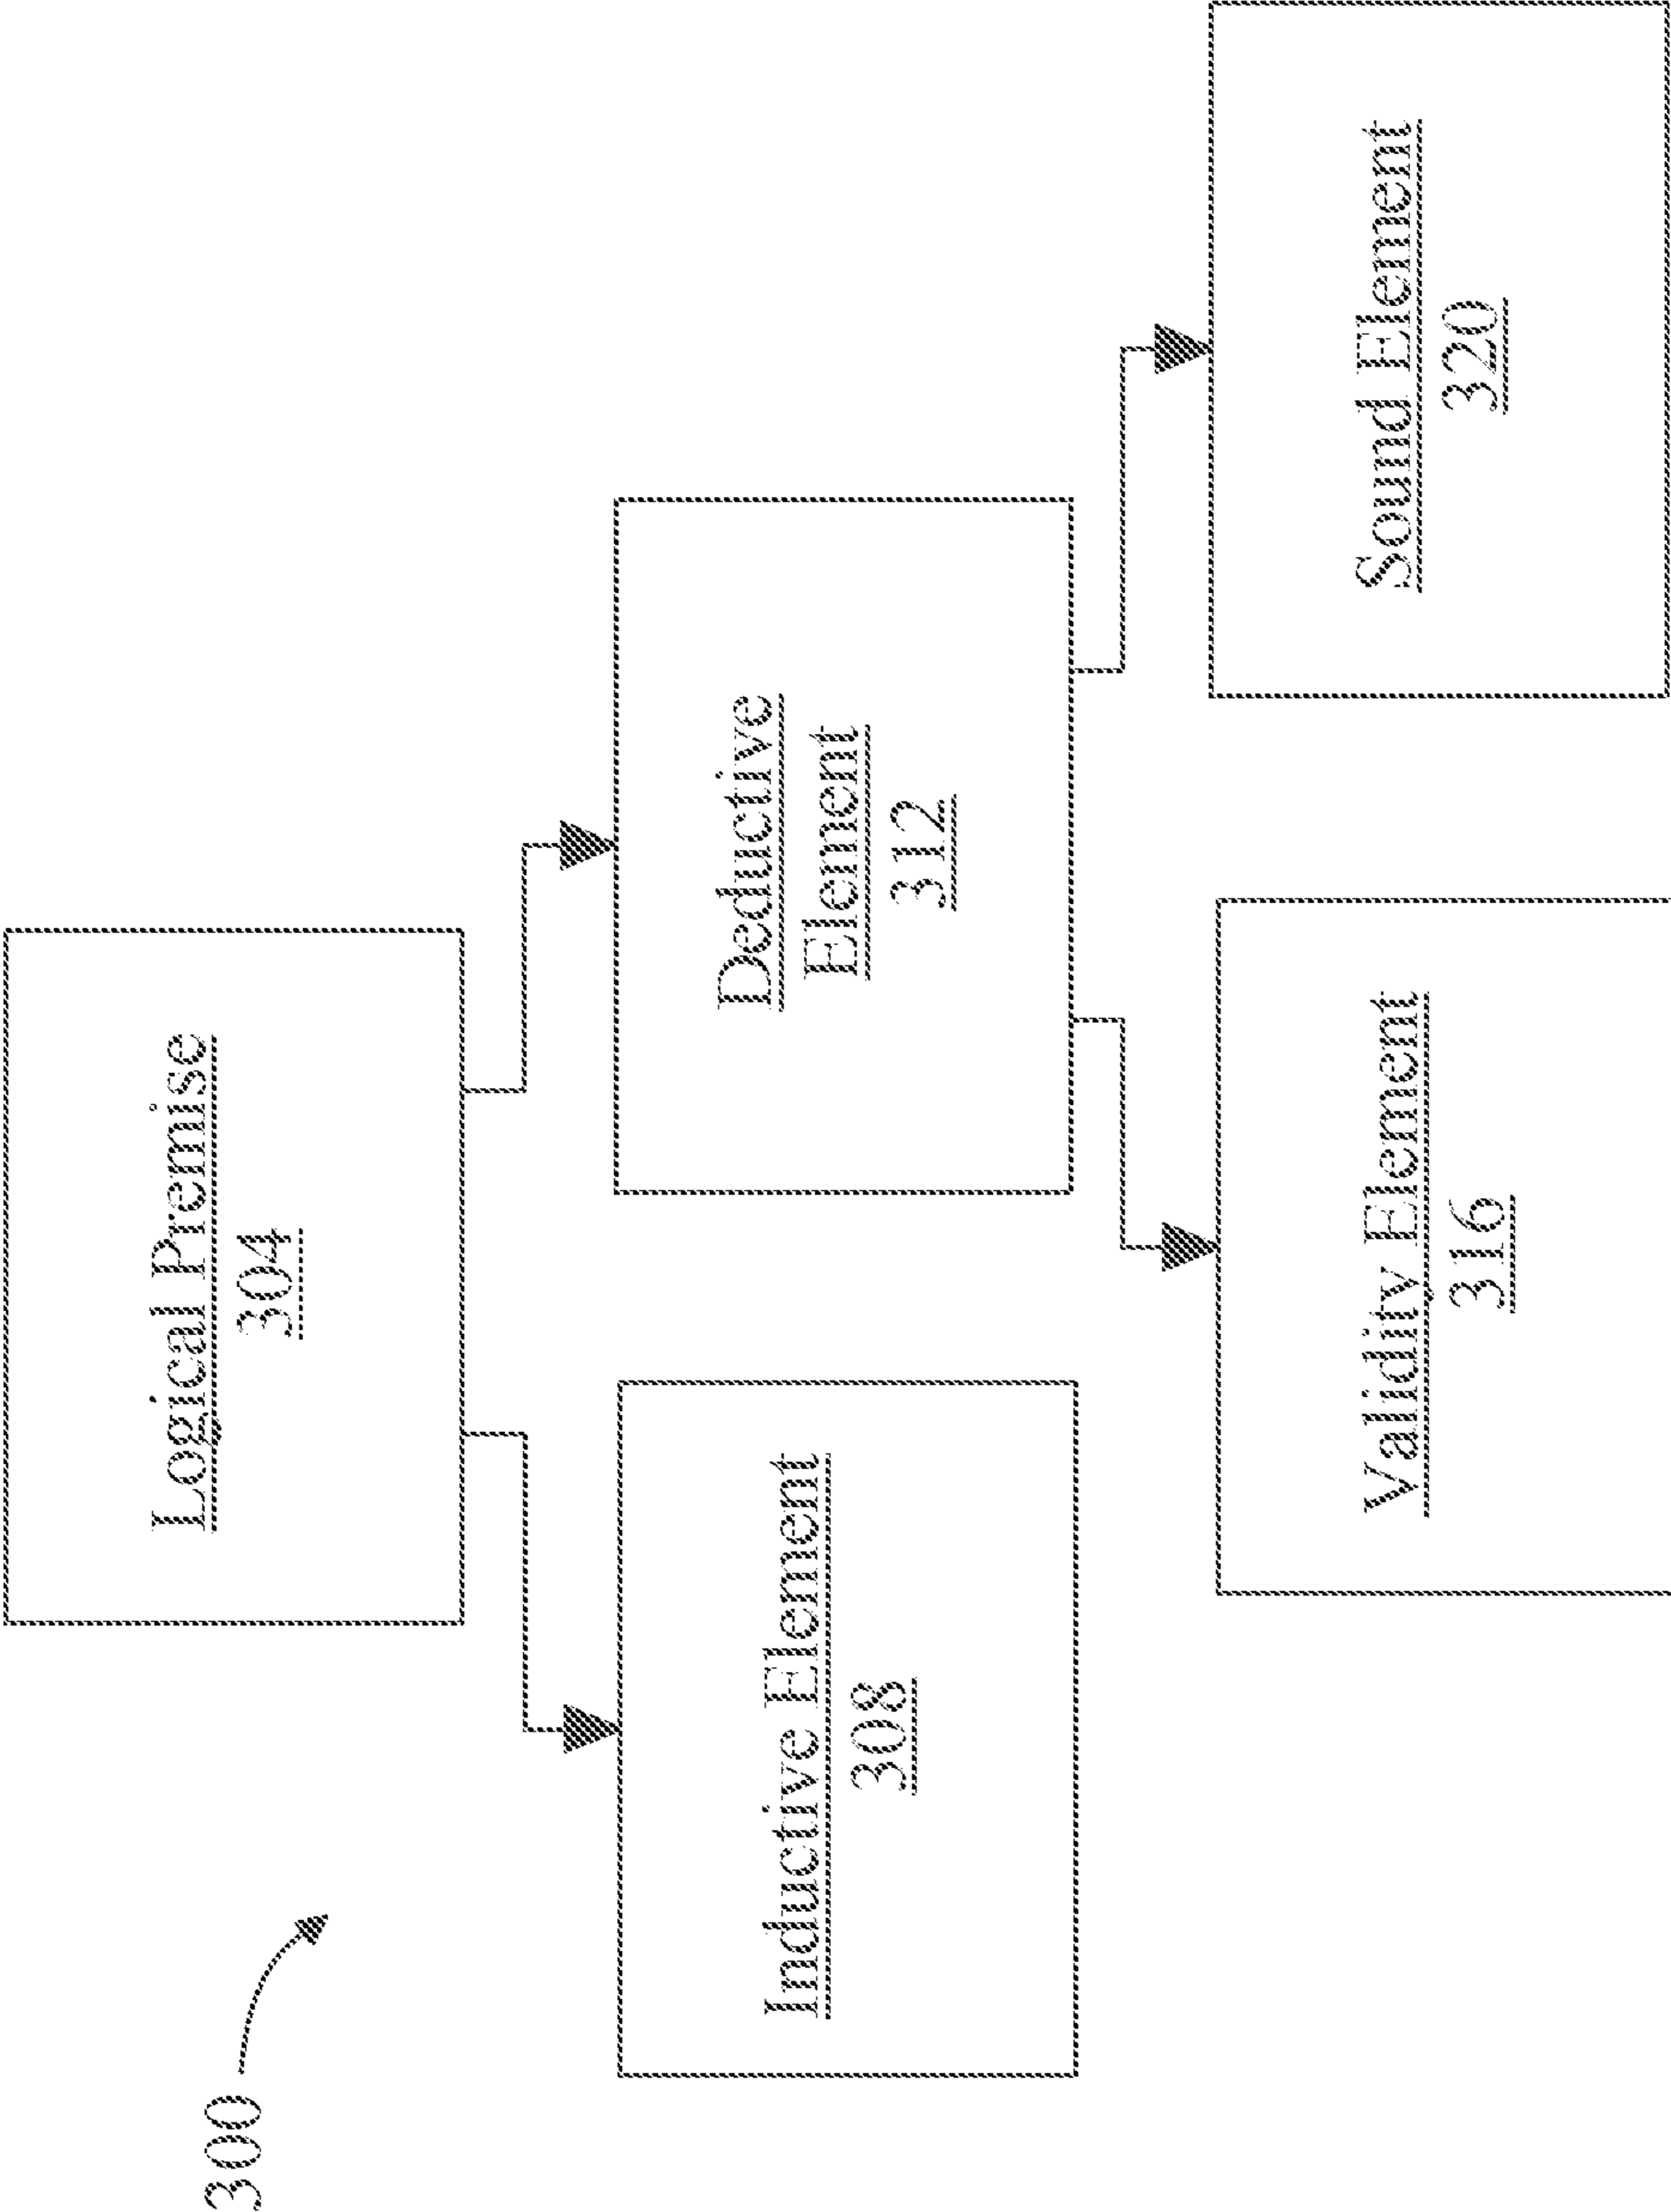 300
Logical Premise
304
Inductive Element
308
Deductive
Element
312
Validity Element
316
Sound Element
320